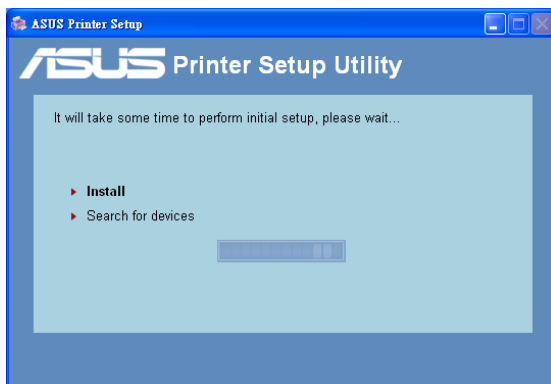 ASUS Printer Setup
ASUS Printer Setup Utility
It will take some time to perform initial setup, please wait...
Install
Search for devices